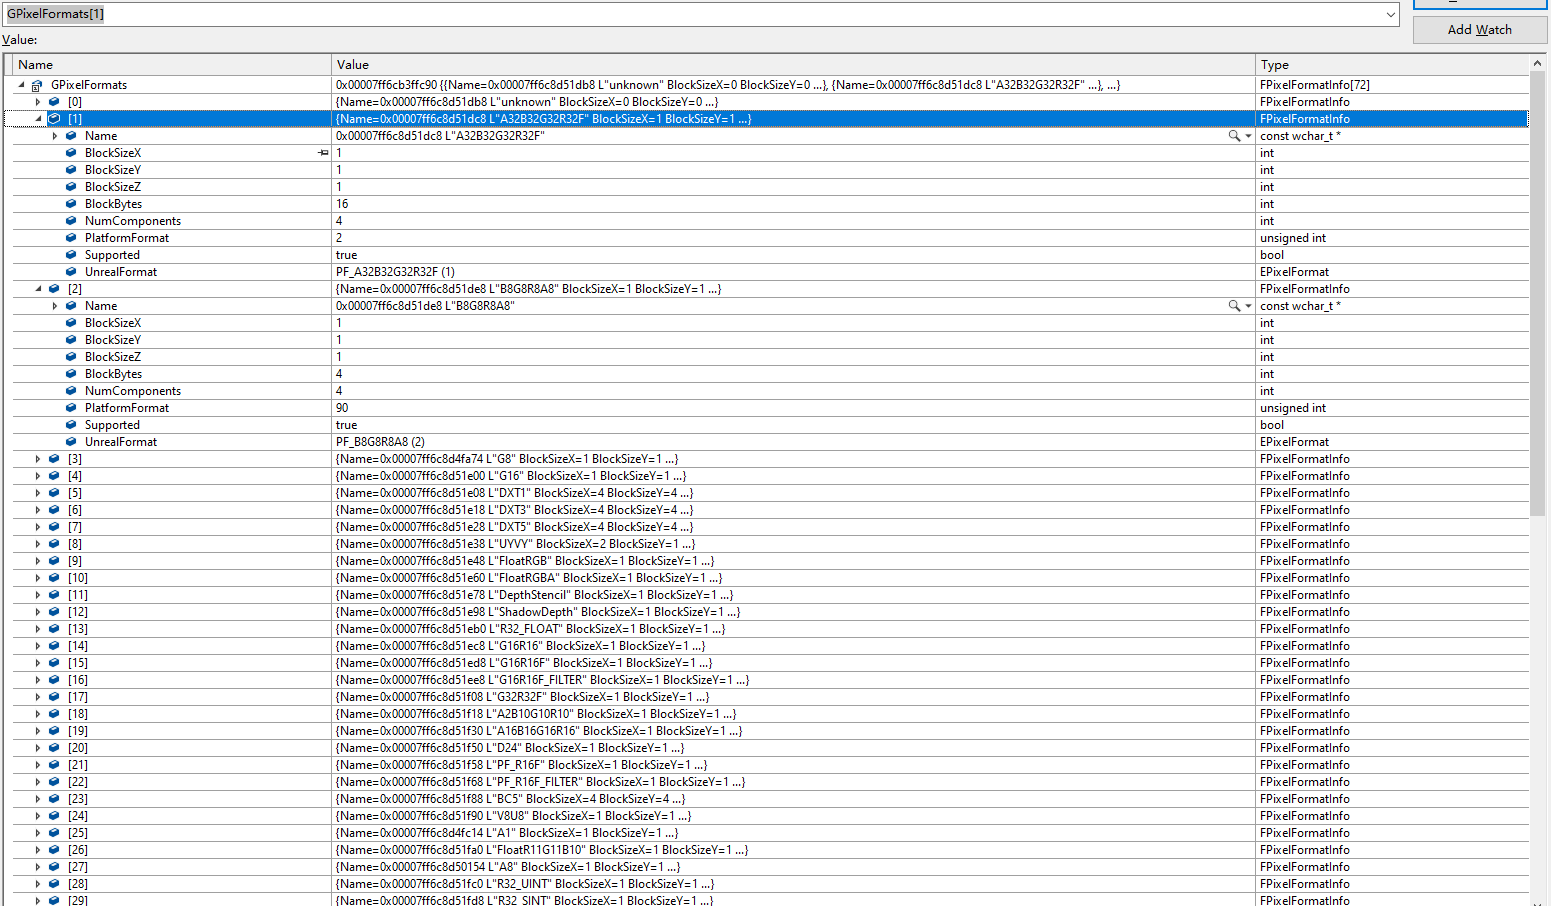 GPixelFormats[1]
Add Watch
Value:
Name Value Type
GPixelFormats 0x00007ff6cb3ffc90 {{Name=0x00007ff6c8d51db8 L"unknown" BlockSizeX=0 BlockSizeY=0 ...}, {Name=0x00007ff6c8d51dc8 L"A32B32G32R32F" ...}, ...} FPixelFormatInfo[72]
[0] {Name=0x00007ff6c8d51db8 L"unknown" BlockSizeX=0 BlockSizeY=0 ...} FPixelFormatInfo
[1] {Name=0x00007ff6c8d51dc8 L"A32B32G32R32F" BlockSizeX=1 BlockSizeY=1 ...} FPixelFormatInfo
Name 0x00007ff6c8d51dc8 L"A32B32G32R32F" const wchar_t *
BlockSizeX 1 int
BlockSizeY 1 int
BlockSizeZ 1 int
BlockBytes 16 int
NumComponents 4 int
PlatformFormat 2 unsigned int
Supported true bool
UnrealFormat PF_A32B32G32R32F (1) EPixelFormat
[2] {Name=0x00007ff6c8d51de8 L"B8G8R8A8" BlockSizeX=1 BlockSizeY=1 ...} FPixelFormatInfo
Name 0x00007ff6c8d51de8 L"B8G8R8A8" const wchar_t *
BlockSizeX 1 int
BlockSizeY 1 int
BlockSizeZ 1 int
BlockBytes 4 int
NumComponents 4 int
PlatformFormat 90 unsigned int
Supported true bool
UnrealFormat PF_B8G8R8A8 (2) EPixelFormat
[3] {Name=0x00007ff6c8d4fa74 L"G8" BlockSizeX=1 BlockSizeY=1 ...} FPixelFormatInfo
[4] {Name=0x00007ff6c8d51e00 L"G16" BlockSizeX=1 BlockSizeY=1 ...} FPixelFormatInfo
[5] {Name=0x00007ff6c8d51e08 L"DXT1" BlockSizeX=4 BlockSizeY=4 ...} FPixelFormatInfo
[6] {Name=0x00007ff6c8d51e18 L"DXT3" BlockSizeX=4 BlockSizeY=4 ...} FPixelFormatInfo
[7] {Name=0x00007ff6c8d51e28 L"DXT5" BlockSizeX=4 BlockSizeY=4 ...} FPixelFormatInfo
[8] {Name=0x00007ff6c8d51e38 L"UYVY" BlockSizeX=2 BlockSizeY=1 ...} FPixelFormatInfo
[9] {Name=0x00007ff6c8d51e48 L"FloatRGB" BlockSizeX=1 BlockSizeY=1 ...} FPixelFormatInfo
[10] {Name=0x00007ff6c8d51e60 L"FloatRGBA" BlockSizeX=1 BlockSizeY=1 ...} FPixelFormatInfo
[11] {Name=0x00007ff6c8d51e78 L"DepthStencil" BlockSizeX=1 BlockSizeY=1 ...} FPixelFormatInfo
[12] {Name=0x00007ff6c8d51e98 L"ShadowDepth" BlockSizeX=1 BlockSizeY=1 ...} FPixelFormatInfo
[13] {Name=0x00007ff6c8d51eb0 L"R32_FLOAT" BlockSizeX=1 BlockSizeY=1 ...} FPixelFormatInfo
[14] {Name=0x00007ff6c8d51ec8 L"G16R16" BlockSizeX=1 BlockSizeY=1 ...} FPixelFormatInfo
[15] {Name=0x00007ff6c8d51ed8 L"G16R16F" BlockSizeX=1 BlockSizeY=1 ...} FPixelFormatInfo
[16] {Name=0x00007ff6c8d51ee8 L"G16R16F_FILTER" BlockSizeX=1 BlockSizeY=1 ...} FPixelFormatInfo
[17] {Name=0x00007ff6c8d51f08 L"G32R32F" BlockSizeX=1 BlockSizeY=1 ...} FPixelFormatInfo
[18] {Name=0x00007ff6c8d51f18 L"A2B10G10R10" BlockSizeX=1 BlockSizeY=1 ...} FPixelFormatInfo
[19] {Name=0x00007ff6c8d51f30 L"A16B16G16R16" BlockSizeX=1 BlockSizeY=1 ...} FPixelFormatInfo
[20] {Name=0x00007ff6c8d51f50 L"D24" BlockSizeX=1 BlockSizeY=1 ...} FPixelFormatInfo
[21] {Name=0x00007ff6c8d51f58 L"PF_R16F" BlockSizeX=1 BlockSizeY=1 ...} FPixelFormatInfo
[22] {Name=0x00007ff6c8d51f68 L"PF_R16F_FILTER" BlockSizeX=1 BlockSizeY=1 ...} FPixelFormatInfo
[23] {Name=0x00007ff6c8d51f88 L"BC5" BlockSizeX=4 BlockSizeY=4 ...} FPixelFormatInfo
[24] {Name=0x00007ff6c8d51f90 L"V8U8" BlockSizeX=1 BlockSizeY=1 ...} FPixelFormatInfo
[25] {Name=0x00007ff6c8d4fc14 L"A1" BlockSizeX=1 BlockSizeY=1 ...} FPixelFormatInfo
[26] {Name=0x00007ff6c8d51fa0 L"FloatR11G11B10" BlockSizeX=1 BlockSizeY=1 ...} FPixelFormatInfo
[27] {Name=0x00007ff6c8d50154 L"A8" BlockSizeX=1 BlockSizeY=1 ...} FPixelFormatInfo
[28] {Name=0x00007ff6c8d51fc0 L"R32_UINT" BlockSizeX=1 BlockSizeY=1 ...} FPixelFormatInfo
[29] {Name=0x00007ff6c8d51fd8 L"R32_SINT" BlockSizeX=1 BlockSizeY=1 ...} FPixelFormatInfo